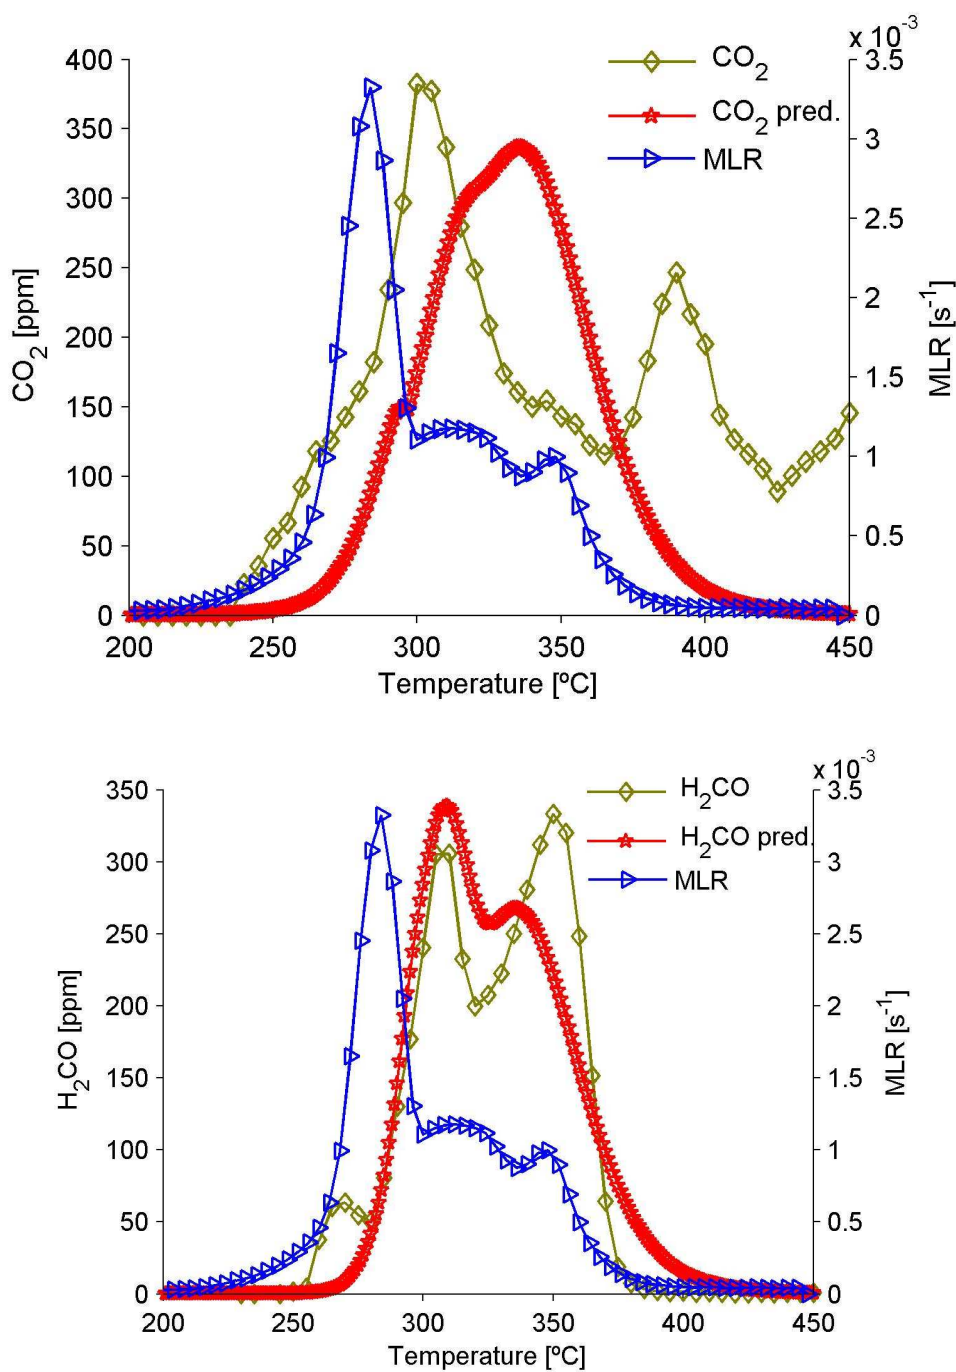 x 10^-3
400
350
300
250
200
150
100
50
0
CO2 [ppm]
CO2
CO2 pred.
MLR
3.5
3
2.5
2
1.5
1
0.5
0
MLR [s^-1]
200 250 300 350 400 450
Temperature [ºC]
x 10^-3
350
300
250
200
150
100
50
0
H2CO [ppm]
H2CO
H2CO pred.
MLR
3.5
3
2.5
2
1.5
1
0.5
0
MLR [s^-1]
200 250 300 350 400 450
Temperature [ºC]